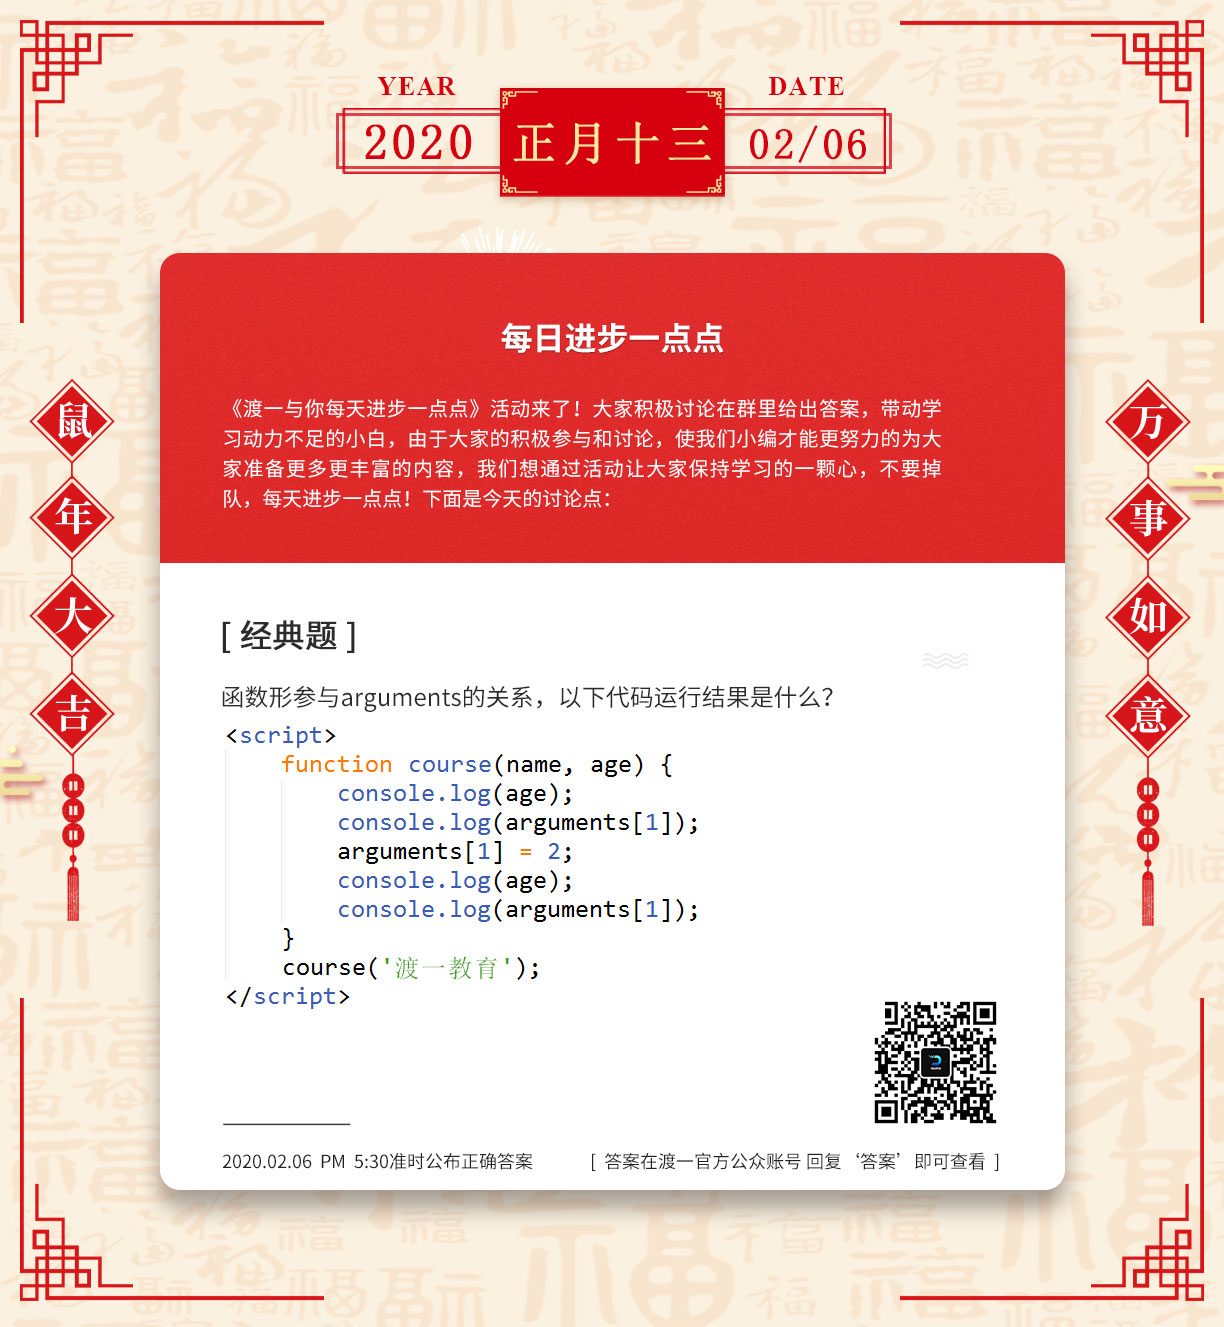 YEAR
DATE
2020
正月十三
02/06
每日进步一点点
《渡一与你每天进步一点点》活动来了！大家积极讨论在群里给出答案，带动学
习动力不足的小白，由于大家的积极参与和讨论，使我们小编才能更努力的为大
家准备更多更丰富的内容，我们想通过活动让大家保持学习的一颗心，不要掉
队，每天进步一点点！下面是今天的讨论点：
鼠年大吉
万事如意
[ 经典题 ]
函数形参与arguments的关系，以下代码运行结果是什么？
<script>
function course(name, age) {
console.log(age);
console.log(arguments[1]);
arguments[1] = 2;
console.log(age);
console.log(arguments[1]);
}
course('渡一教育');
</script>
2020.02.06 PM 5:30准时公布正确答案
[ 答案在渡一官方公众账号 回复‘答案’即可查看 ]